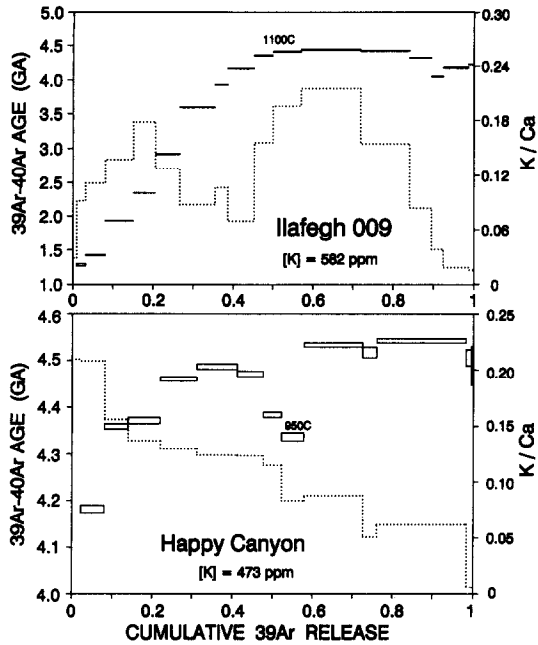 5.0
4.5
4.0
3.5
3.0
2.5
2.0
1.5
1.0
39Ar-40Ar AGE (GA)
1100C
Ilafegh 009
[K] = 582 ppm
0.30
0.24
0.18
0.12
0.06
0
K / Ca
0 0.2 0.4 0.6 0.8 1
4.6
4.5
4.4
4.3
4.2
4.1
4.0
39Ar-40Ar AGE (GA)
950C
Happy Canyon
[K] = 473 ppm
0.25
0.20
0.15
0.10
0.05
0
K / Ca
0 0.2 0.4 0.6 0.8 1
CUMULATIVE 39Ar RELEASE